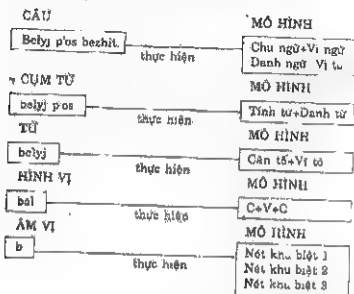 CÂU
MÔ HÌNH
Belyj p'os bezhit.
thực hiện
Chu ngữ+Vị ngữ
Danh ngữ Vị tu
CỤM TỪ
MÔ HÌNH
belyj p'os
thực hiện
Tính từ+Danh từ
TỪ
MÔ HÌNH
belyj
thực hiện
Căn tố+Vĩ tố
HÌNH VỊ
MÔ HÌNH
bel
thực hiện
C+V+C
ÂM VỊ
MÔ HÌNH
b
thực hiện
Nét khu biệt 1
Nét khu biệt 2
Nét khu biệt 3